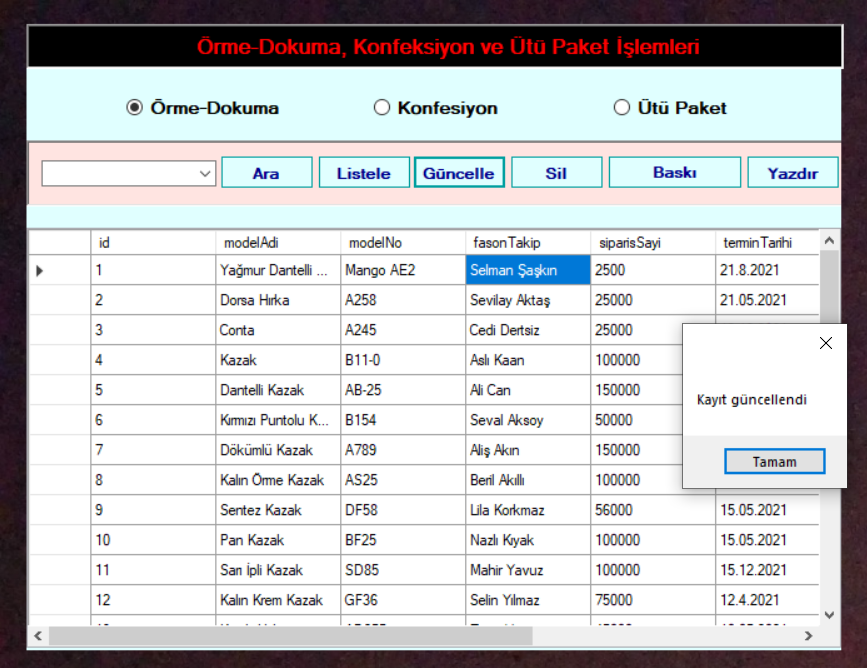 Örme-Dokuma, Konfeksiyon ve Ütü Paket İşlemleri
Örme-Dokuma Konfesiyon Ütü Paket
Ara Listele Güncelle Sil Baskı Yazdır
id modelAdi modelNo fasonTakip siparisSayi terminTarihi
1 Yağmur Dantelli ... Mango AE2 Selman Şaşkın 2500 21.8.2021
2 Dorsa Hırka A258 Sevilay Aktaş 25000 21.05.2021
3 Conta A245 Cedi Dertsiz 25000
4 Kazak B11-0 Aslı Kaan 100000
5 Dantelli Kazak AB-25 Ali Can 150000
6 Kırmızı Puntolu K... B154 Seval Aksoy 50000
7 Dökümlü Kazak A789 Aliş Akın 150000
8 Kalın Örme Kazak AS25 Beril Akıllı 100000
9 Sentez Kazak DF58 Lila Korkmaz 56000 15.05.2021
10 Pan Kazak BF25 Nazlı Kıyak 100000 15.05.2021
11 Sarı İpli Kazak SD85 Mahir Yavuz 100000 15.12.2021
12 Kalın Krem Kazak GF36 Selin Yılmaz 75000 12.4.2021
Kayıt güncellendi
Tamam